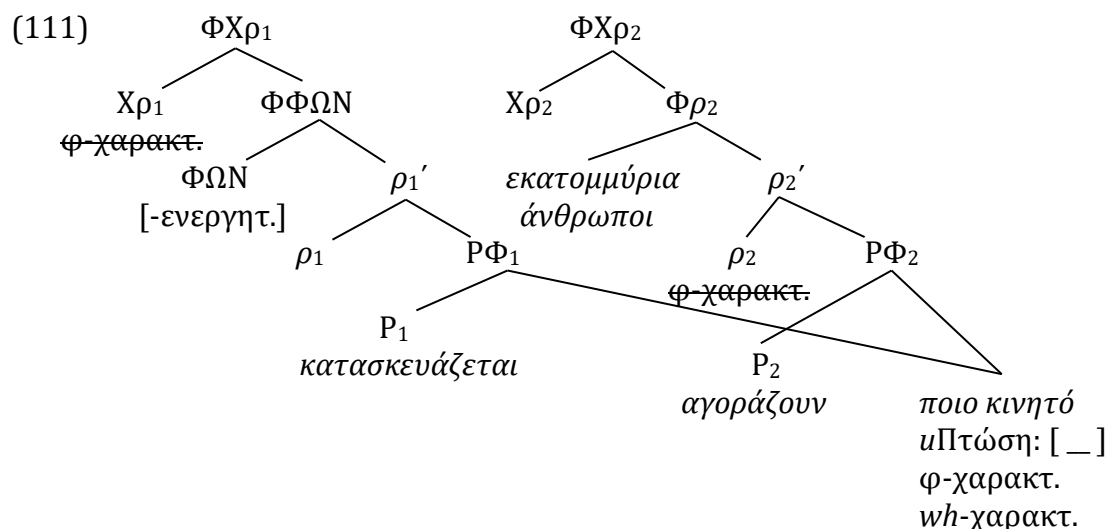 (111) ΦΧρ₁ ΦΧρ₂
Χρ₁ ΦΦΩΝ Χρ₂ Φρ₂
φ-χαρακτ.
ΦΩΝ ρ₁′ εκατομμύρια ρ₂′
[-ενεργητ.] άνθρωποι
ρ₁ ΡΦ₁ ρ₂ ΡΦ₂
φ-χαρακτ.
Ρ₁ Ρ₂
κατασκευάζεται αγοράζουν ποιο κινητό
uΠτώση: [ __ ]
φ-χαρακτ.
wh-χαρακτ.